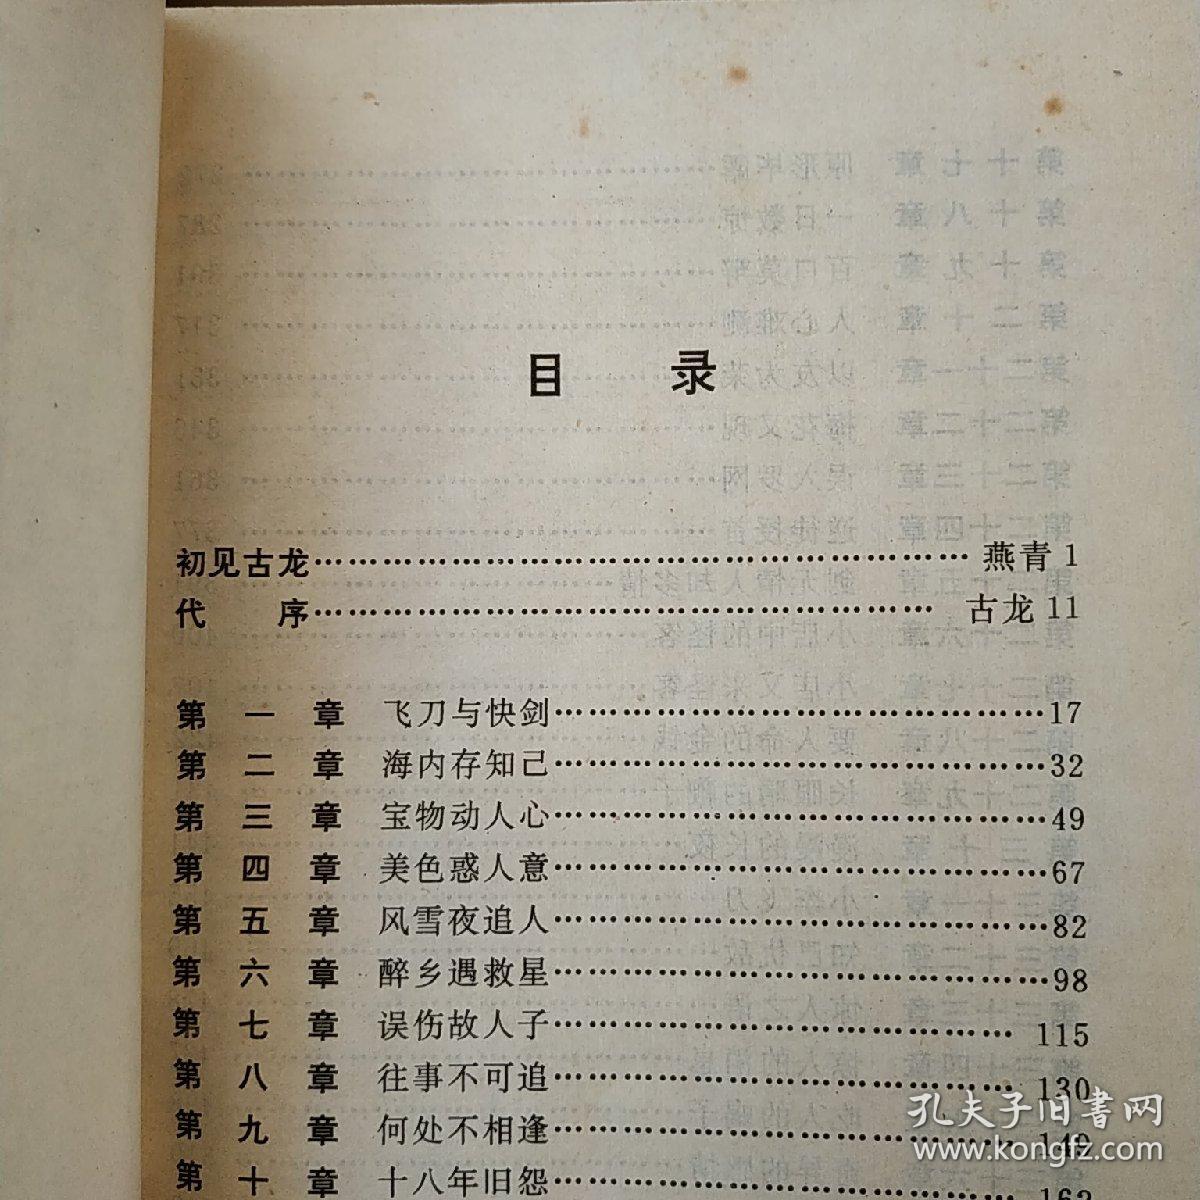 目 录
初见古龙…………………………………………………… 燕青 1
代 序………………………………………………… 古龙 11
第一章 飞刀与快剑……………………………………17
第二章 海内存知己……………………………………32
第三章 宝物动人心……………………………………49
第四章 美色惑人意……………………………………67
第五章 风雪夜追人……………………………………82
第六章 醉乡遇救星……………………………………98
第七章 误伤故人子…………………………………… 115
第八章 往事不可追…………………………………… 130
第九章 何处不相逢…………………………………… 149
第十章 十八年旧怨…………………………………… 162
孔夫子旧書网
www.kongfz.com